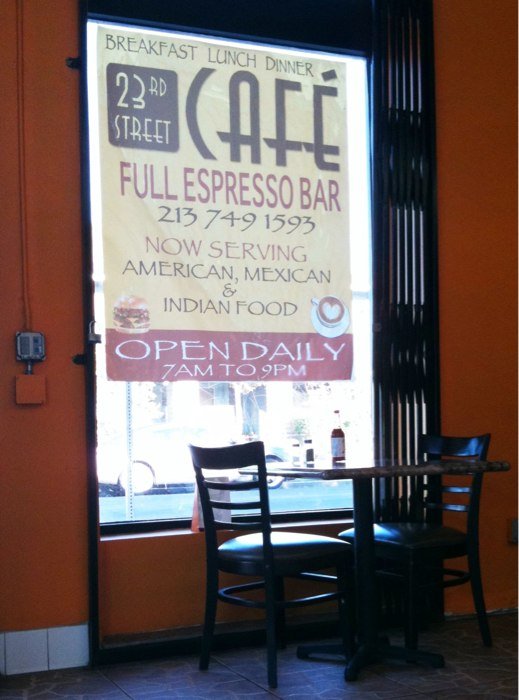 BREAKFAST LUNCH DINNER
23RD
STREET
CAFÉ
FULL ESPRESSO BAR
213 749 1593
NOW SERVING
AMERICAN, MEXICAN
&
INDIAN FOOD
OPEN DAILY
7AM TO 9PM